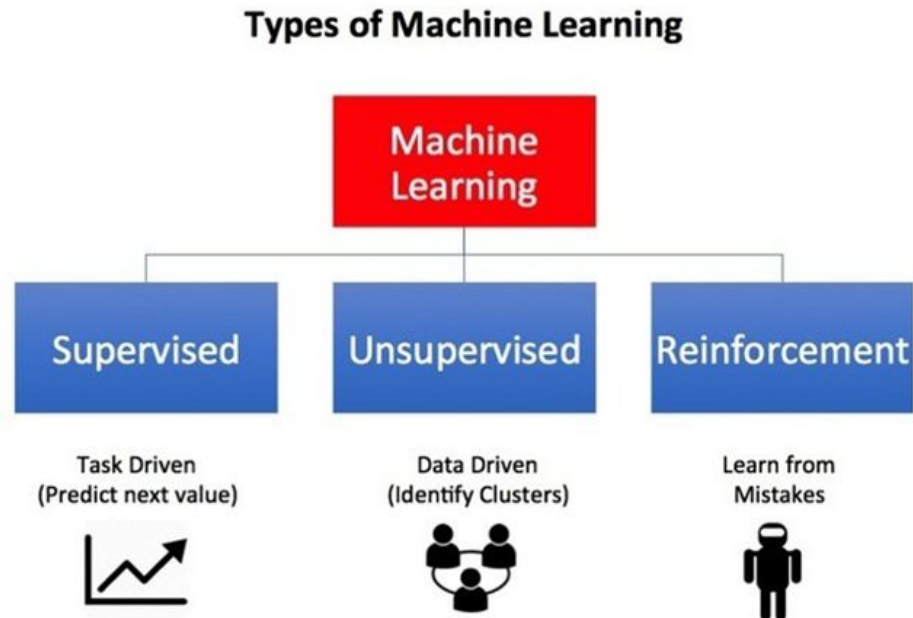 Types of Machine Learning
Machine
Learning
Supervised
Unsupervised
Reinforcement
Task Driven
(Predict next value)
Data Driven
(Identify Clusters)
Learn from
Mistakes